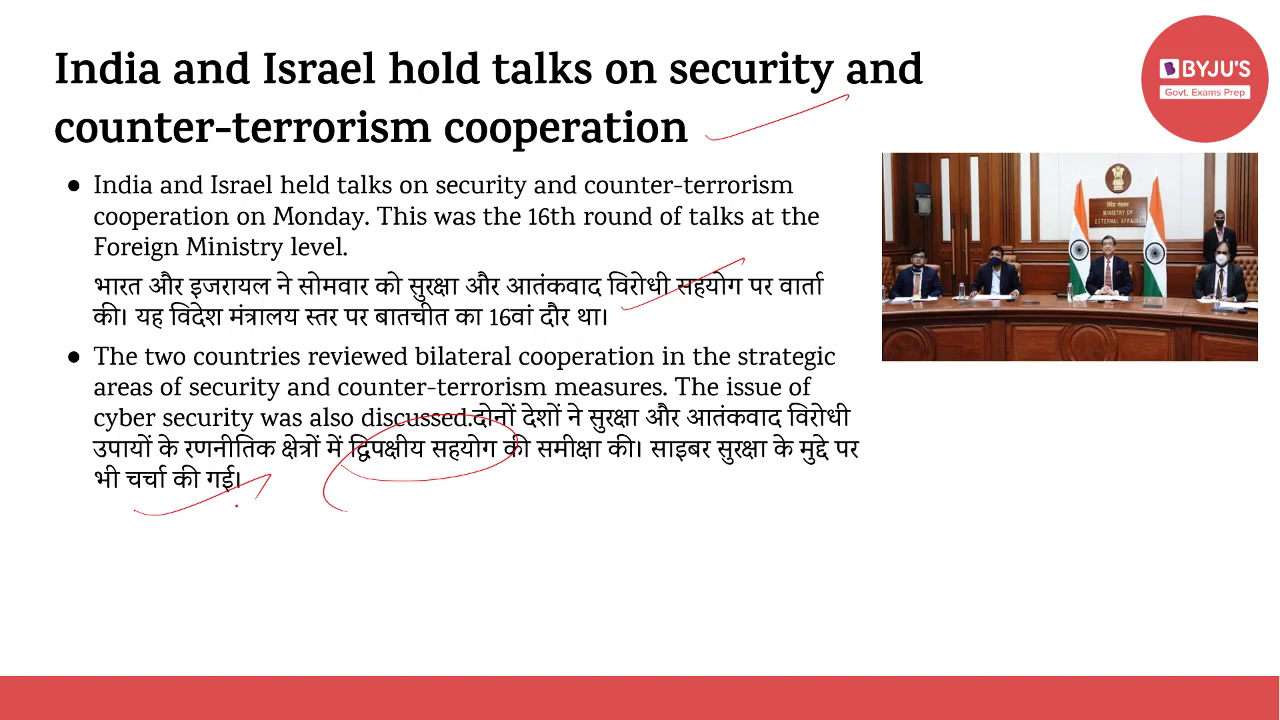 India and Israel hold talks on security and
counter-terrorism cooperation
BYJU'S
Govt. Exams Prep
● India and Israel held talks on security and counter-terrorism
cooperation on Monday. This was the 16th round of talks at the
Foreign Ministry level.
भारत और इजरायल ने सोमवार को सुरक्षा और आतंकवाद विरोधी सहयोग पर वार्ता
की। यह विदेश मंत्रालय स्तर पर बातचीत का 16वां दौर था।
● The two countries reviewed bilateral cooperation in the strategic
areas of security and counter-terrorism measures. The issue of
cyber security was also discussed.दोनों देशों ने सुरक्षा और आतंकवाद विरोधी
उपायों के रणनीतिक क्षेत्रों में द्विपक्षीय सहयोग की समीक्षा की। साइबर सुरक्षा के मुद्दे पर
भी चर्चा की गई।
विदेश मंत्रालय
MINISTRY OF
EXTERNAL AFFAIRS